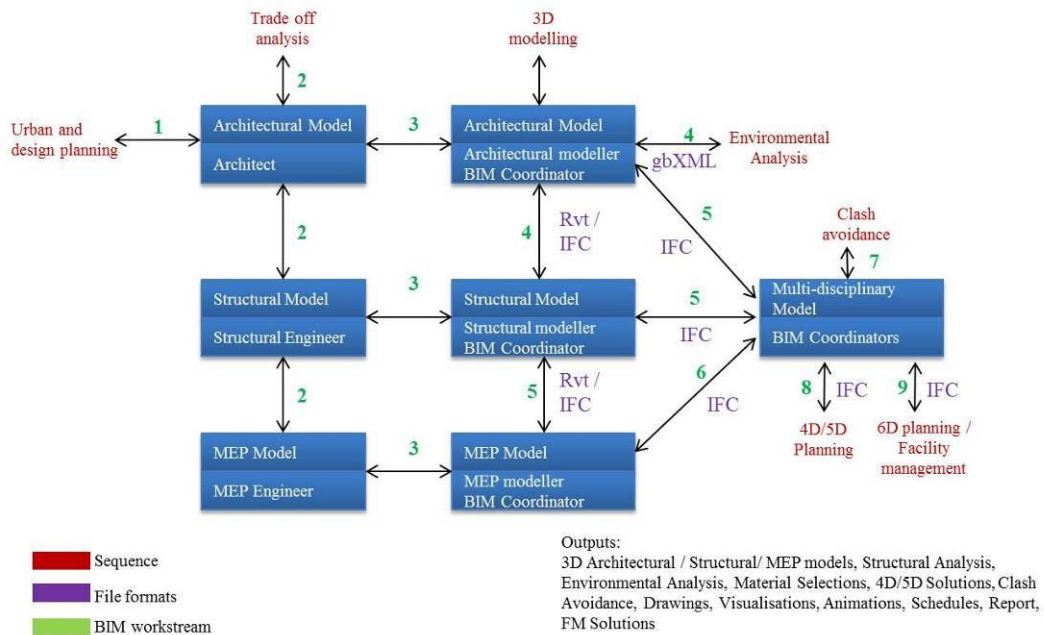 Trade off
analysis
3D
modelling
2
1
Urban and
design planning
Architectural Model
Architect
3
Architectural Model
Architectural modeller
BIM Coordinator
4
gbXML
Environmental
Analysis
2
4
Rvt /
IFC
5
IFC
Clash
avoidance
7
Structural Model
Structural Engineer
3
Structural Model
Structural modeller
BIM Coordinator
5
IFC
Multi-disciplinary
Model
BIM Coordinators
2
5
Rvt /
IFC
6
IFC
8
IFC
9
IFC
4D/5D
Planning
6D planning /
Facility
management
MEP Model
MEP Engineer
3
MEP Model
MEP modeller
BIM Coordinator
Sequence
File formats
BIM workstream
Outputs:
3D Architectural / Structural/ MEP models, Structural Analysis,
Environmental Analysis, Material Selections, 4D/5D Solutions, Clash
Avoidance, Drawings, Visualisations, Animations, Schedules, Report,
FM Solutions